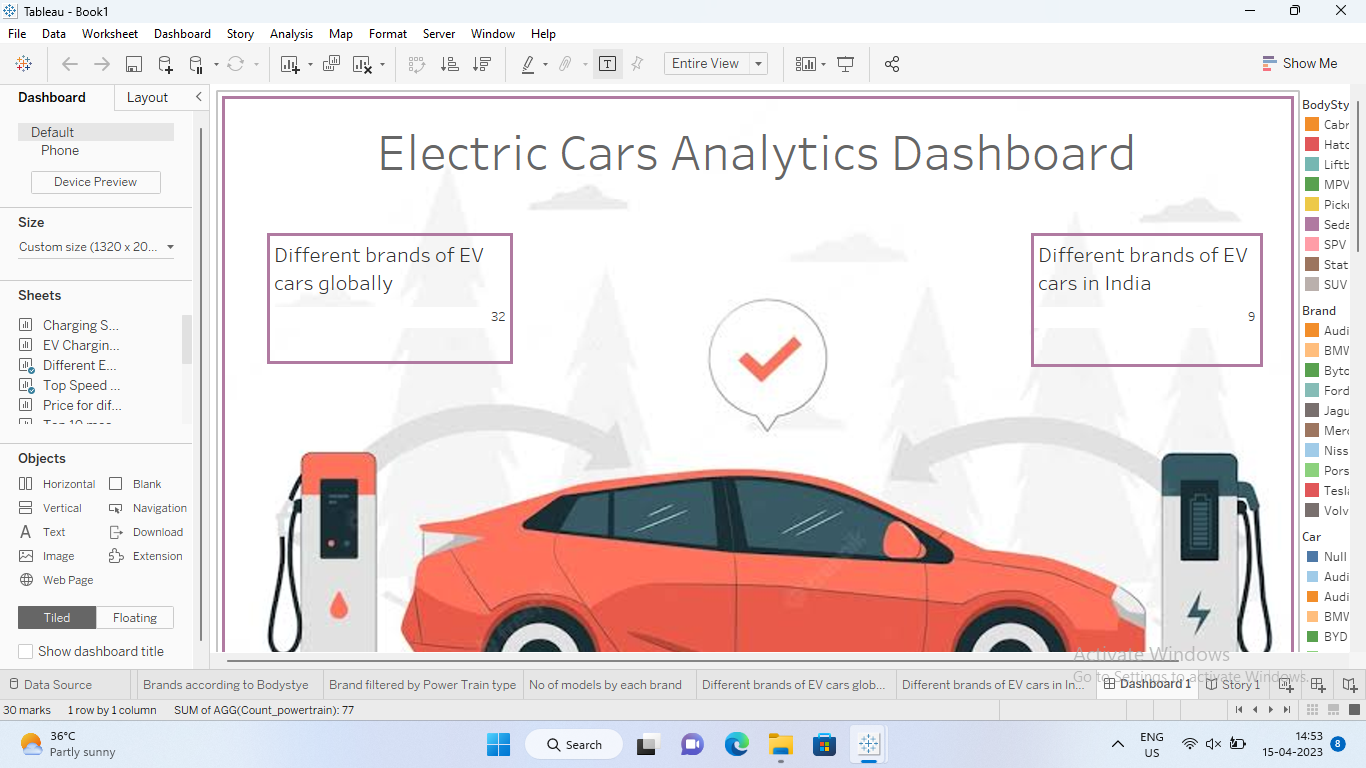 Tableau - Book1
File Data Worksheet Dashboard Story Analysis Map Format Server Window Help
Entire View
Show Me
Dashboard Layout
Default
Phone
Device Preview
Size
Custom size (1320 x 20...
Sheets
Charging S...
EV Chargin...
Different E...
Top Speed ...
Price for dif...
Objects
Horizontal Blank
Vertical Navigation
Text Download
Image Extension
Web Page
Tiled Floating
Show dashboard title
Electric Cars Analytics Dashboard
Different brands of EV
cars globally
32
Different brands of EV
cars in India
9
BodySty
Cabr
Hatc
Liftb
MPV
Pick
Seda
SPV
Stat
SUV
Brand
Audi
BMW
Byto
Ford
Jagu
Merc
Niss
Pors
Tesla
Volv
Car
Null
Audi
Audi
BMW
BYD
Activate Windows
Go to Settings to activate Windows.
Data Source Brands according to Bodystye Brand filtered by Power Train type No of models by each brand Different brands of EV cars glob... Different brands of EV cars in In... Dashboard 1 Story 1
30 marks 1 row by 1 column SUM of AGG(Count_powertrain): 77
36°C
Partly sunny
Search
ENG
US
14:53
15-04-2023
8